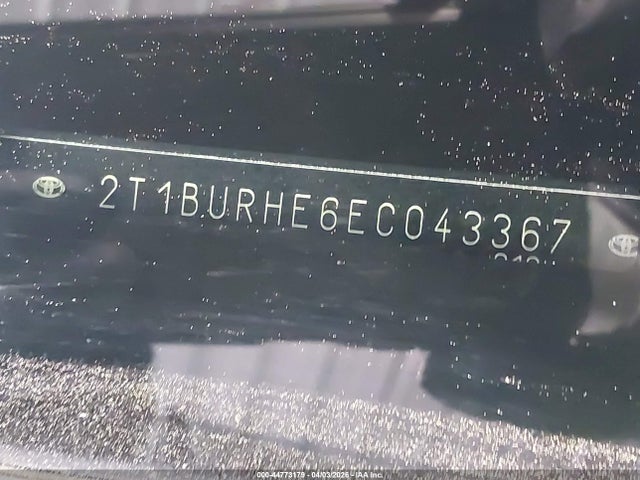 2T1BURHE6EC043367
000-44773179 - 04/03/2026 - IAA Inc.